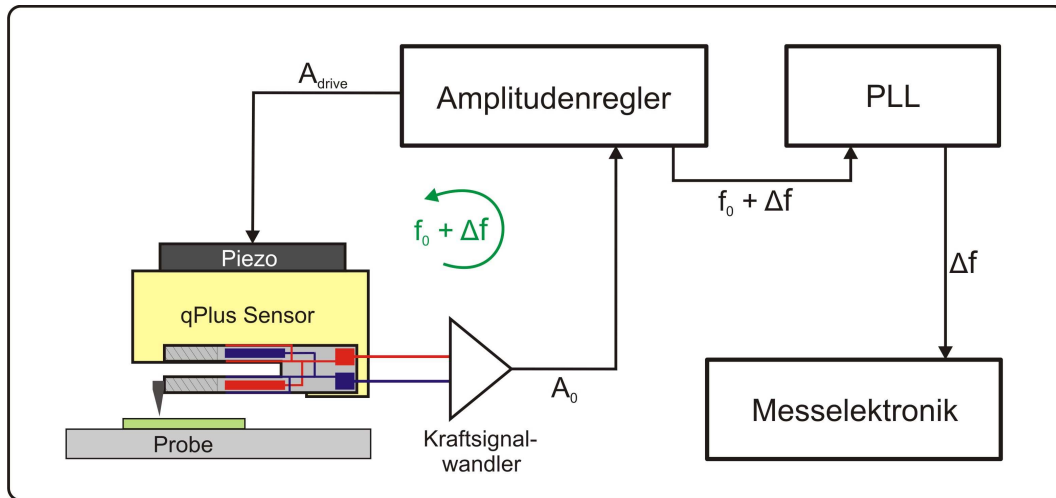 A_drive
Amplitudenregler
PLL
f₀ + Δf
f₀ + Δf
Piezo
Δf
qPlus Sensor
A₀
Messelektronik
Probe
Kraftsignal-
wandler